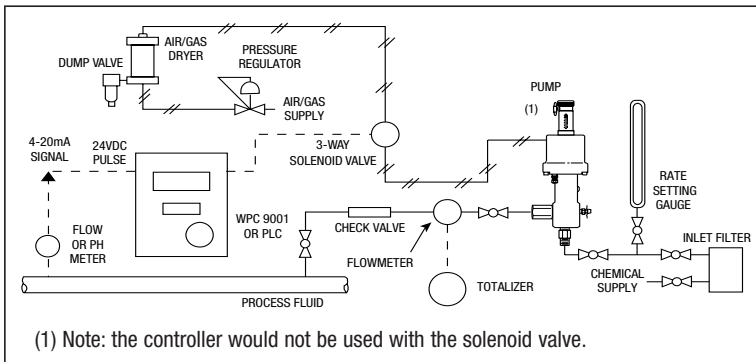 AIR/GAS
DRYER
DUMP VALVE
PRESSURE
REGULATOR
AIR/GAS
SUPPLY
PUMP
(1)
4-20mA
SIGNAL
24VDC
PULSE
3-WAY
SOLENOID VALVE
RATE
SETTING
GAUGE
WPC 9001
OR PLC
FLOW
OR PH
METER
CHECK VALVE
FLOWMETER
INLET FILTER
CHEMICAL
SUPPLY
TOTALIZER
PROCESS FLUID
(1) Note: the controller would not be used with the solenoid valve.